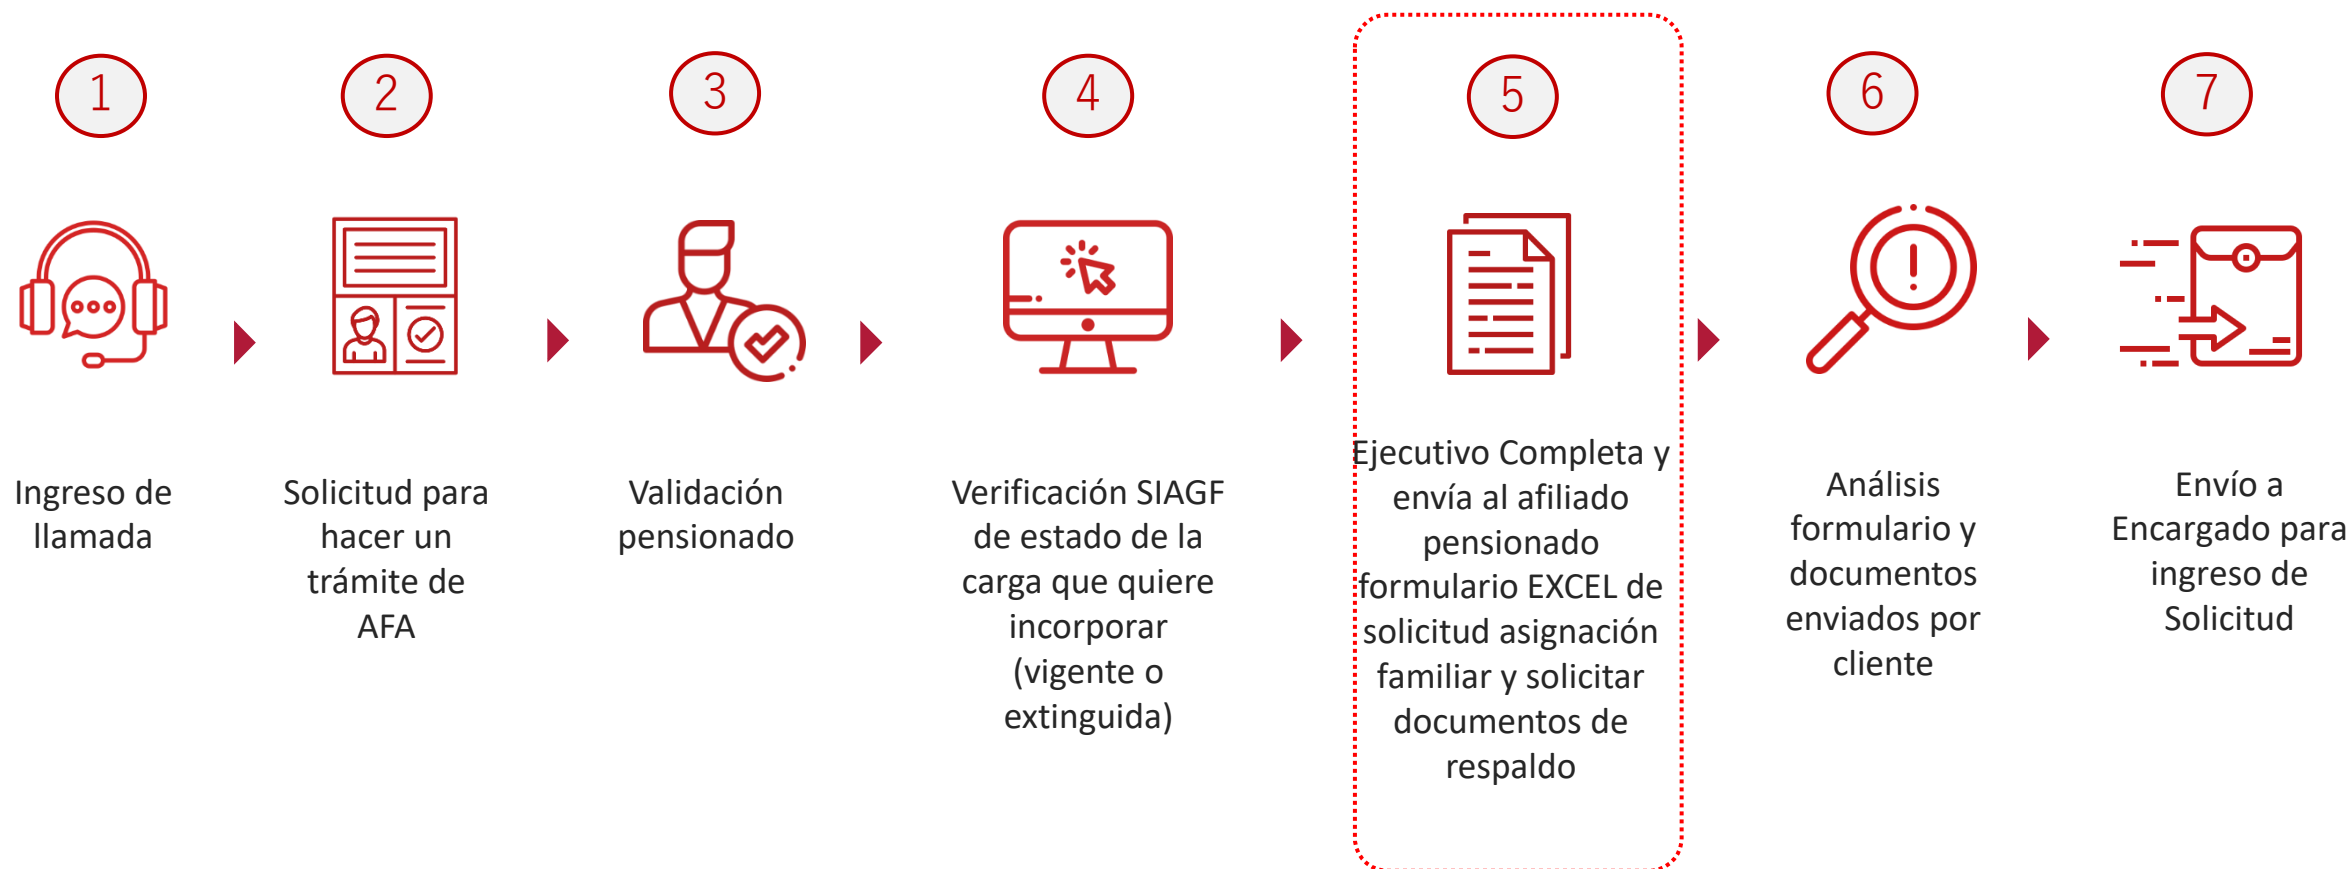 1
2
3
4
5
6
7
Ingreso de
llamada
Solicitud para
hacer un
trámite de
AFA
Validación
pensionado
Verificación SIAGF
de estado de la
carga que quiere
incorporar
(vigente o
extinguida)
Ejecutivo Completa y
envía al afiliado
pensionado
formulario EXCEL de
solicitud asignación
familiar y solicitar
documentos de
respaldo
Análisis
formulario y
documentos
enviados por
cliente
Envío a
Encargado para
ingreso de
Solicitud